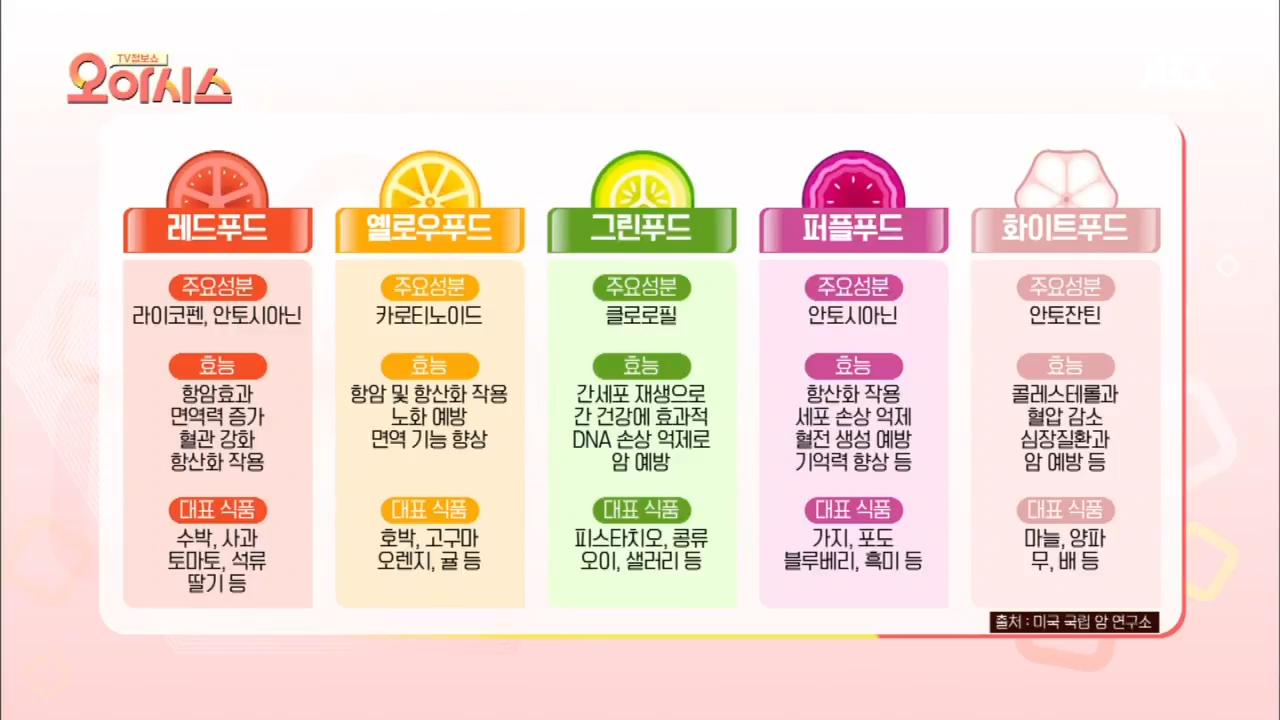 TV정보쇼
오아시스
레드푸드
주요성분
라이코펜, 안토시아닌
효능
항암효과
면역력 증가
혈관 강화
항산화 작용
대표 식품
수박, 사과
토마토, 석류
딸기 등
옐로우푸드
주요성분
카로티노이드
효능
항암 및 항산화 작용
노화 예방
면역 기능 향상
대표 식품
호박, 고구마
오렌지, 귤 등
그린푸드
주요성분
클로로필
효능
간세포 재생으로
간 건강에 효과적
DNA 손상 억제로
암 예방
대표 식품
피스타치오, 콩류
오이, 샐러리 등
퍼플푸드
주요성분
안토시아닌
효능
항산화 작용
세포 손상 억제
혈전 생성 예방
기억력 향상 등
대표 식품
가지, 포도
블루베리, 흑미 등
화이트푸드
주요성분
안토잔틴
효능
콜레스테롤과
혈압 감소
심장질환과
암 예방 등
대표 식품
마늘, 양파
무, 배 등
출처 : 미국 국립 암 연구소